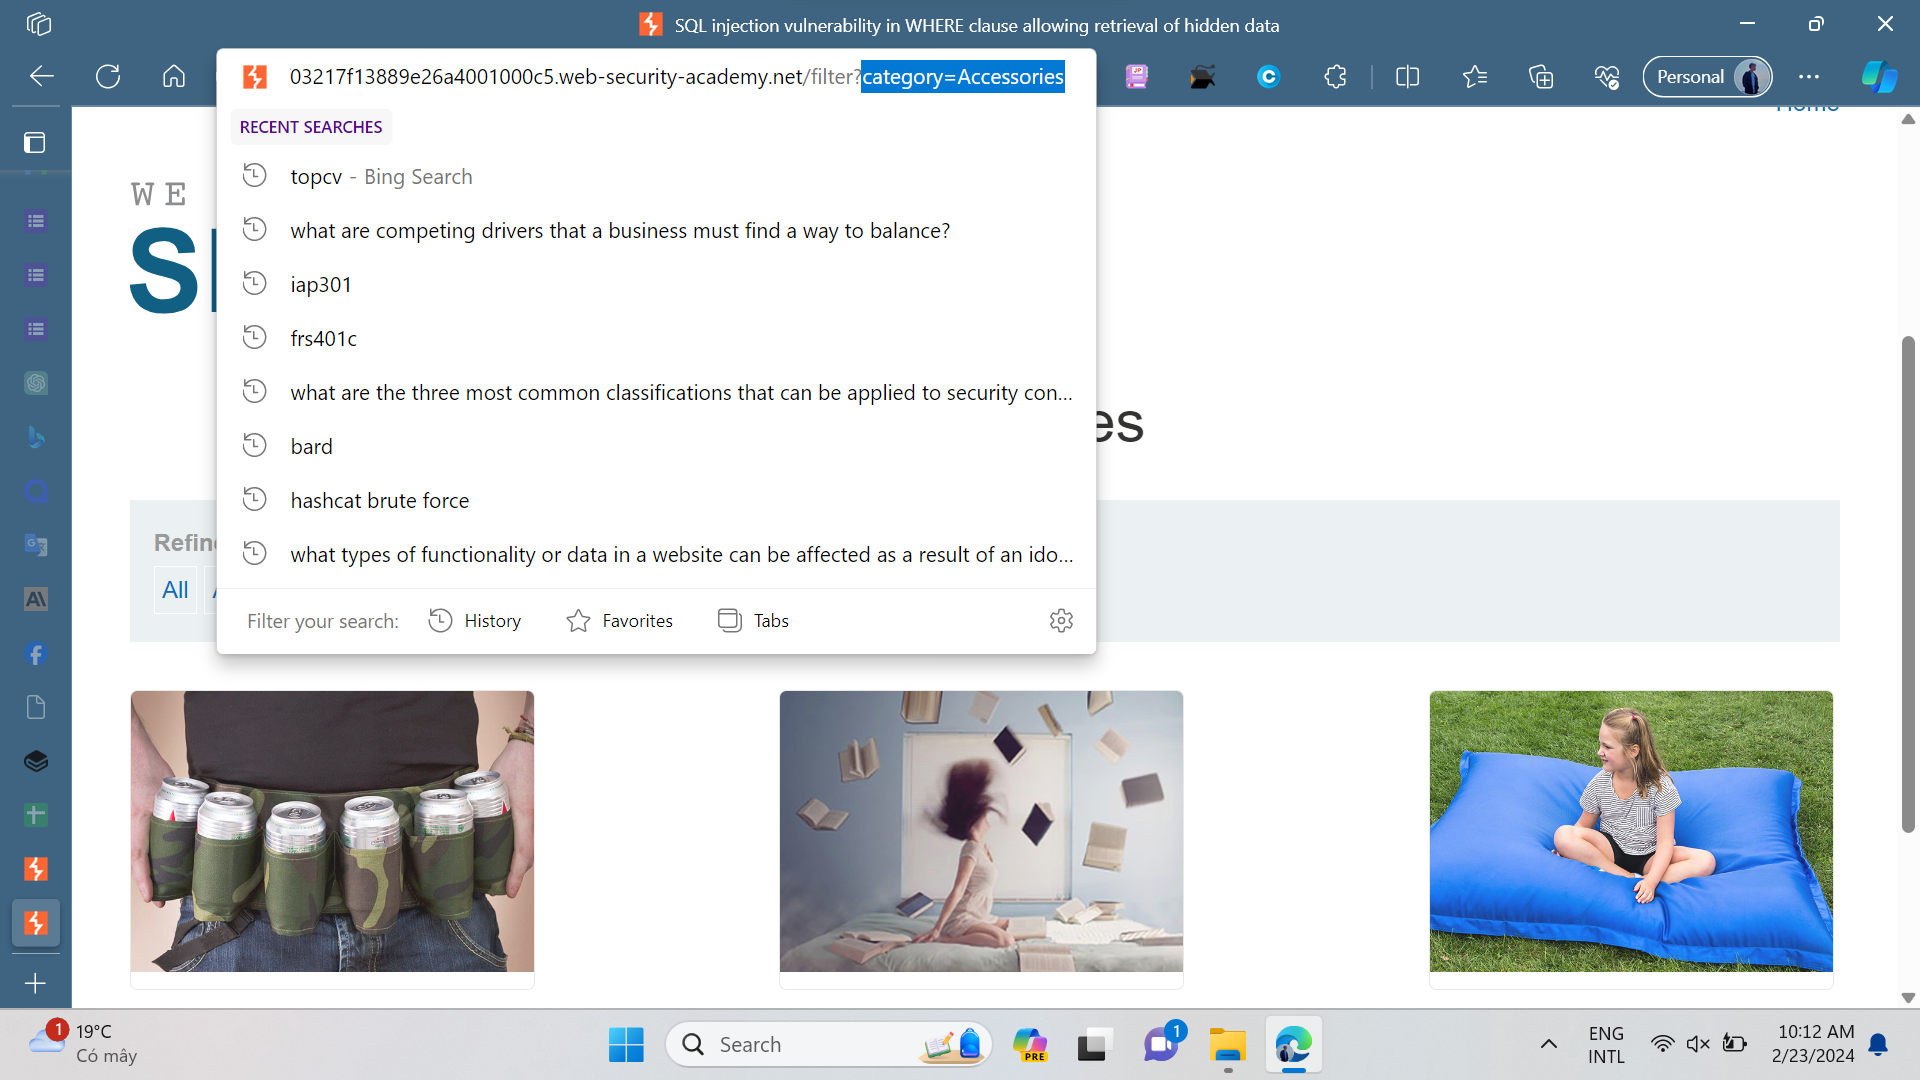 SQL injection vulnerability in WHERE clause allowing retrieval of hidden data
03217f13889e26a4001000c5.web-security-academy.net/filter?category=Accessories
Personal
Home
RECENT SEARCHES
topcv - Bing Search
WE
what are competing drivers that a business must find a way to balance?
iap301
frs401c
what are the three most common classifications that can be applied to security con...
es
bard
hashcat brute force
what types of functionality or data in a website can be affected as a result of an ido...
All
Filter your search: History Favorites Tabs
1
19°C
Có mây
Search
PRE
1
ENG
INTL
10:12 AM
2/23/2024